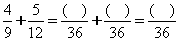 4/9 + 5/12 = ( )/36 + ( )/36 = ( )/36